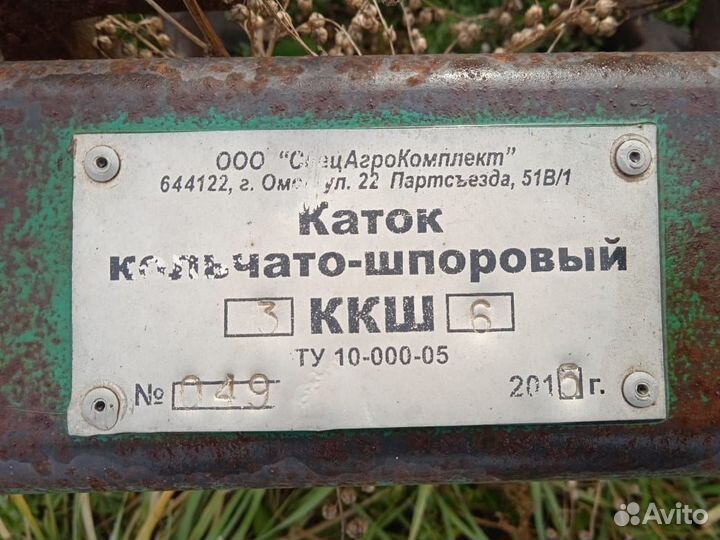 ООО "СпецАгроКомплект"
644122, г. Омск, ул. 22 Партсъезда, 51В/1
Каток
кольчато-шпоровый
3 ККШ 6
ТУ 10-000-05
№ 049 г.
Avito